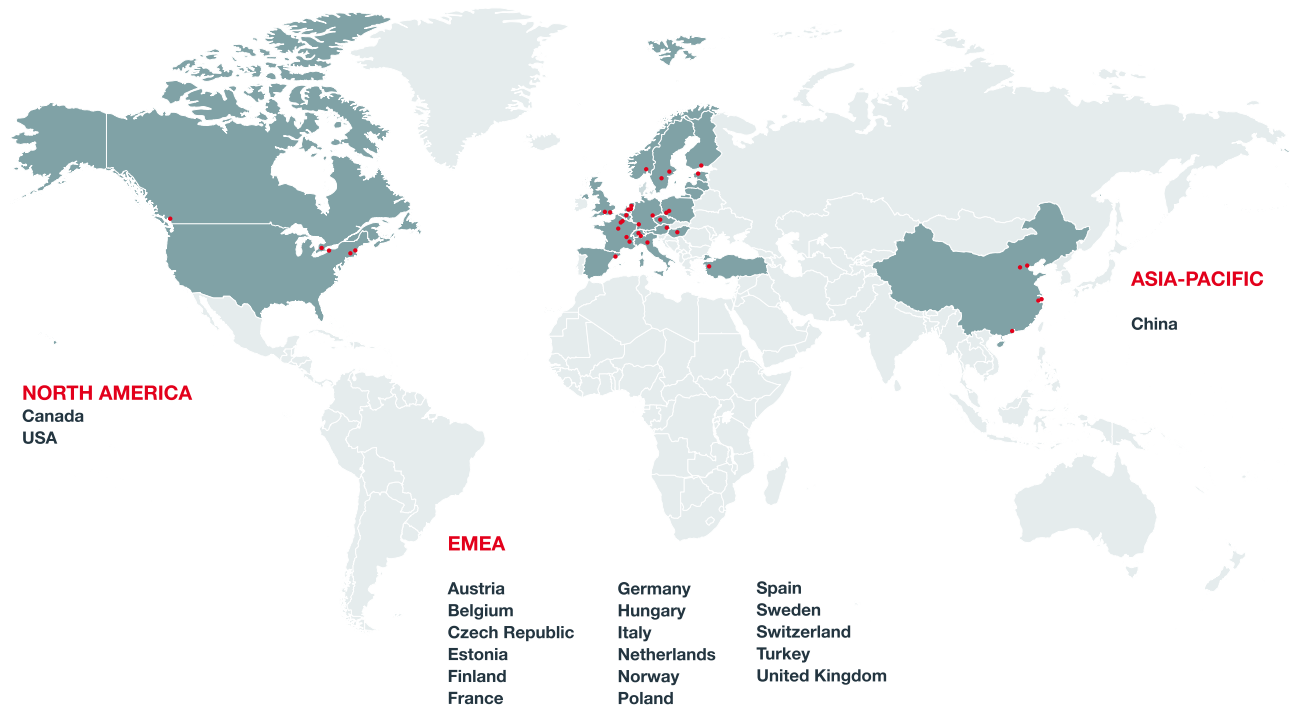 ASIA-PACIFIC
China
NORTH AMERICA
Canada
USA
EMEA
Austria
Belgium
Czech Republic
Estonia
Finland
France
Germany
Hungary
Italy
Netherlands
Norway
Poland
Spain
Sweden
Switzerland
Turkey
United Kingdom